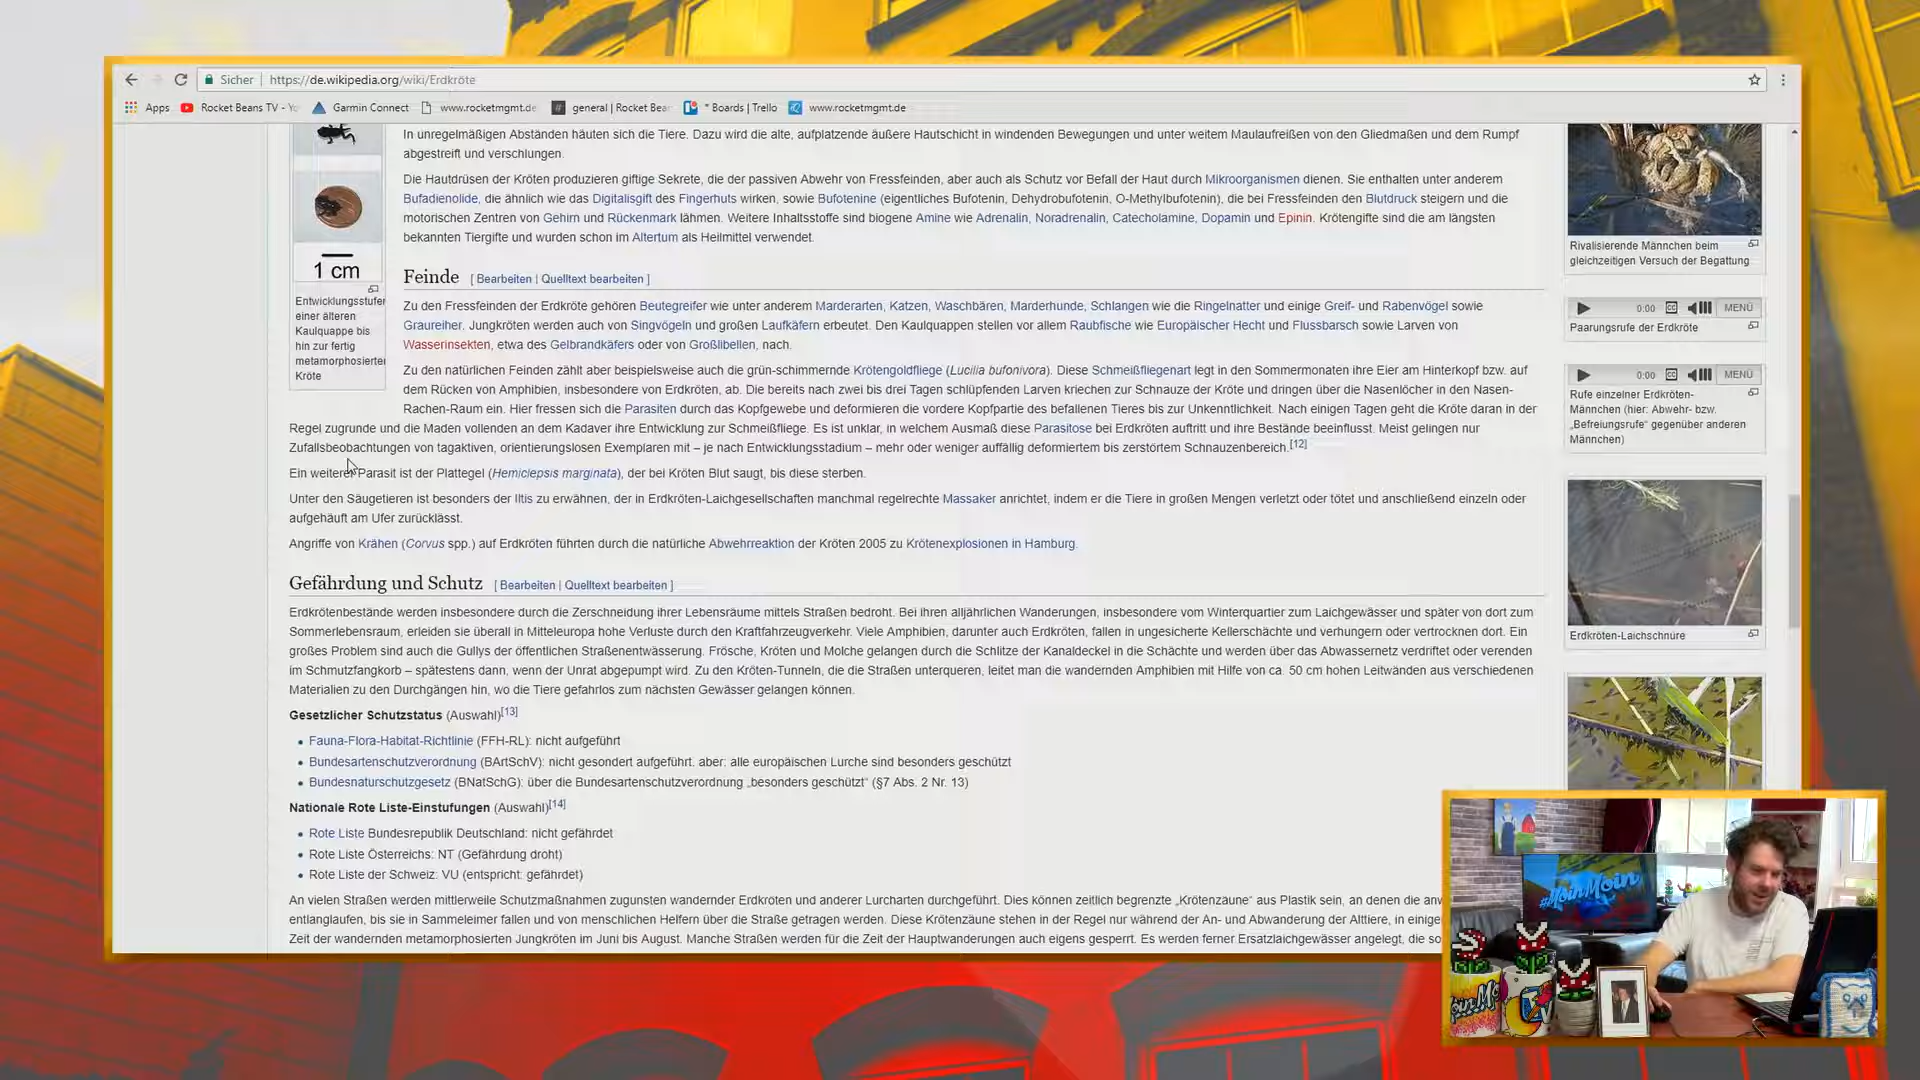 Sicher | https://de.wikipedia.org/wiki/Erdkröte
Apps Rocket Beans TV - Garmin Connect www.rocketmgmt.de general | Rocket Bea * Boards | Trello www.rocketmgmt.de
In unregelmäßigen Abständen häuten sich die Tiere. Dazu wird die alte, aufplatzende äußere Hautschicht in windenden Bewegungen und unter weitem Maulaufreißen von den Gliedmaßen und dem Rumpf
abgestreift und verschlungen.
Die Hautdrüsen der Kröten produzieren giftige Sekrete, die der passiven Abwehr von Fressfeinden, aber auch als Schutz vor Befall der Haut durch Mikroorganismen dienen. Sie enthalten unter anderem
Bufadienolide, die ähnlich wie das Digitalisgift des Fingerhuts wirken, sowie Bufotenine (eigentliches Bufotenin, Dehydrobufotenin, O-Methylbufotenin), die bei Fressfeinden den Blutdruck steigern und die
motorischen Zentren von Gehirn und Rückenmark lähmen. Weitere Inhaltsstoffe sind biogene Amine wie Adrenalin, Noradrenalin, Catecholamine, Dopamin und Epinin. Krötengifte sind die am längsten
bekannten Tiergifte und wurden schon im Altertum als Heilmittel verwendet.
1 cm
Entwicklungsstufen
einer älteren
Kaulquappe bis
hin zur fertig
metamorphosierten
Kröte
Feinde [ Bearbeiten | Quelltext bearbeiten ]
Zu den Fressfeinden der Erdkröte gehören Beutegreifer wie unter anderem Marderarten, Katzen, Waschbären, Marderhunde, Schlangen wie die Ringelnatter und einige Greif- und Rabenvögel sowie
Graureiher. Jungkröten werden auch von Singvögeln und großen Laufkäfern erbeutet. Den Kaulquappen stellen vor allem Raubfische wie Europäischer Hecht und Flussbarsch sowie Larven von
Wasserinsekten, etwa des Gelbrandkäfers oder von Großlibellen, nach.
Zu den natürlichen Feinden zählt aber beispielsweise auch die grün-schimmernde Krötengoldfliege (Lucilia bufonivora). Diese Schmeißfliegenart legt in den Sommermonaten ihre Eier am Hinterkopf bzw. auf
dem Rücken von Amphibien, insbesondere von Erdkröten, ab. Die bereits nach zwei bis drei Tagen schlüpfenden Larven kriechen zur Schnauze der Kröte und dringen über die Nasenlöcher in den Nasen-
Rachen-Raum ein. Hier fressen sich die Parasiten durch das Kopfgewebe und deformieren die vordere Kopfpartie des befallenen Tieres bis zur Unkenntlichkeit. Nach einigen Tagen geht die Kröte daran in der
Regel zugrunde und die Maden vollenden an dem Kadaver ihre Entwicklung zur Schmeißfliege. Es ist unklar, in welchem Ausmaß diese Parasitose bei Erdkröten auftritt und ihre Bestände beeinflusst. Meist gelingen nur
Zufallsbeobachtungen von tagaktiven, orientierungslosen Exemplaren mit – je nach Entwicklungsstadium – mehr oder weniger auffällig deformiertem bis zerstörtem Schnauzenbereich.[12]
Ein weiterer Parasit ist der Plattegel (Hemiclepsis marginata), der bei Kröten Blut saugt, bis diese sterben.
Unter den Säugetieren ist besonders der Iltis zu erwähnen, der in Erdkröten-Laichgesellschaften manchmal regelrechte Massaker anrichtet, indem er die Tiere in großen Mengen verletzt oder tötet und anschließend einzeln oder
aufgehäuft am Ufer zurücklässt.
Angriffe von Krähen (Corvus spp.) auf Erdkröten führten durch die natürliche Abwehrreaktion der Kröten 2005 zu Krötenexplosionen in Hamburg.
Gefährdung und Schutz [ Bearbeiten | Quelltext bearbeiten ]
Erdkrötenbestände werden insbesondere durch die Zerschneidung ihrer Lebensräume mittels Straßen bedroht. Bei ihren alljährlichen Wanderungen, insbesondere vom Winterquartier zum Laichgewässer und später von dort zum
Sommerlebensraum, erleiden sie überall in Mitteleuropa hohe Verluste durch den Kraftfahrzeugverkehr. Viele Amphibien, darunter auch Erdkröten, fallen in ungesicherte Kellerschächte und verhungern oder vertrocknen dort. Ein
großes Problem sind auch die Gullys der öffentlichen Straßenentwässerung. Frösche, Kröten und Molche gelangen durch die Schlitze der Kanaldeckel in die Schächte und werden über das Abwassernetz verdriftet oder verenden
im Schmutzfangkorb – spätestens dann, wenn der Unrat abgepumpt wird. Zu den Kröten-Tunneln, die die Straßen unterqueren, leitet man die wandernden Amphibien mit Hilfe von ca. 50 cm hohen Leitwänden aus verschiedenen
Materialien zu den Durchgängen hin, wo die Tiere gefahrlos zum nächsten Gewässer gelangen können.
Gesetzlicher Schutzstatus (Auswahl)[13]
Fauna-Flora-Habitat-Richtlinie (FFH-RL): nicht aufgeführt
Bundesartenschutzverordnung (BArtSchV): nicht gesondert aufgeführt. aber: alle europäischen Lurche sind besonders geschützt
Bundesnaturschutzgesetz (BNatSchG): über die Bundesartenschutzverordnung „besonders geschützt" (§7 Abs. 2 Nr. 13)
Nationale Rote Liste-Einstufungen (Auswahl)[14]
Rote Liste Bundesrepublik Deutschland: nicht gefährdet
Rote Liste Österreichs: NT (Gefährdung droht)
Rote Liste der Schweiz: VU (entspricht: gefährdet)
An vielen Straßen werden mittlerweile Schutzmaßnahmen zugunsten wandernder Erdkröten und anderer Lurcharten durchgeführt. Dies können zeitlich begrenzte „Krötenzäune" aus Plastik sein, an denen die
entlanglaufen, bis sie in Sammeleimer fallen und von menschlichen Helfern über die Straße getragen werden. Diese Krötenzäune stehen in der Regel nur während der An- und Abwanderung der Alttiere, in
Zeit der wandernden metamorphosierten Jungkröten im Juni bis August. Manche Straßen werden für die Zeit der Hauptwanderungen auch eigens gesperrt. Es werden ferner Ersatzlaichgewässer angelegt, die
Rivalisierende Männchen beim
gleichzeitigen Versuch der Begattung
0:00 MENÜ
Paarungsrufe der Erdkröte
0:00 MENÜ
Rufe einzelner Erdkröten-
Männchen (hier: Abwehr- bzw.
„Befreiungsrufe" gegenüber anderen
Männchen)
Erdkröten-Laichschnüre
#MoinMoin